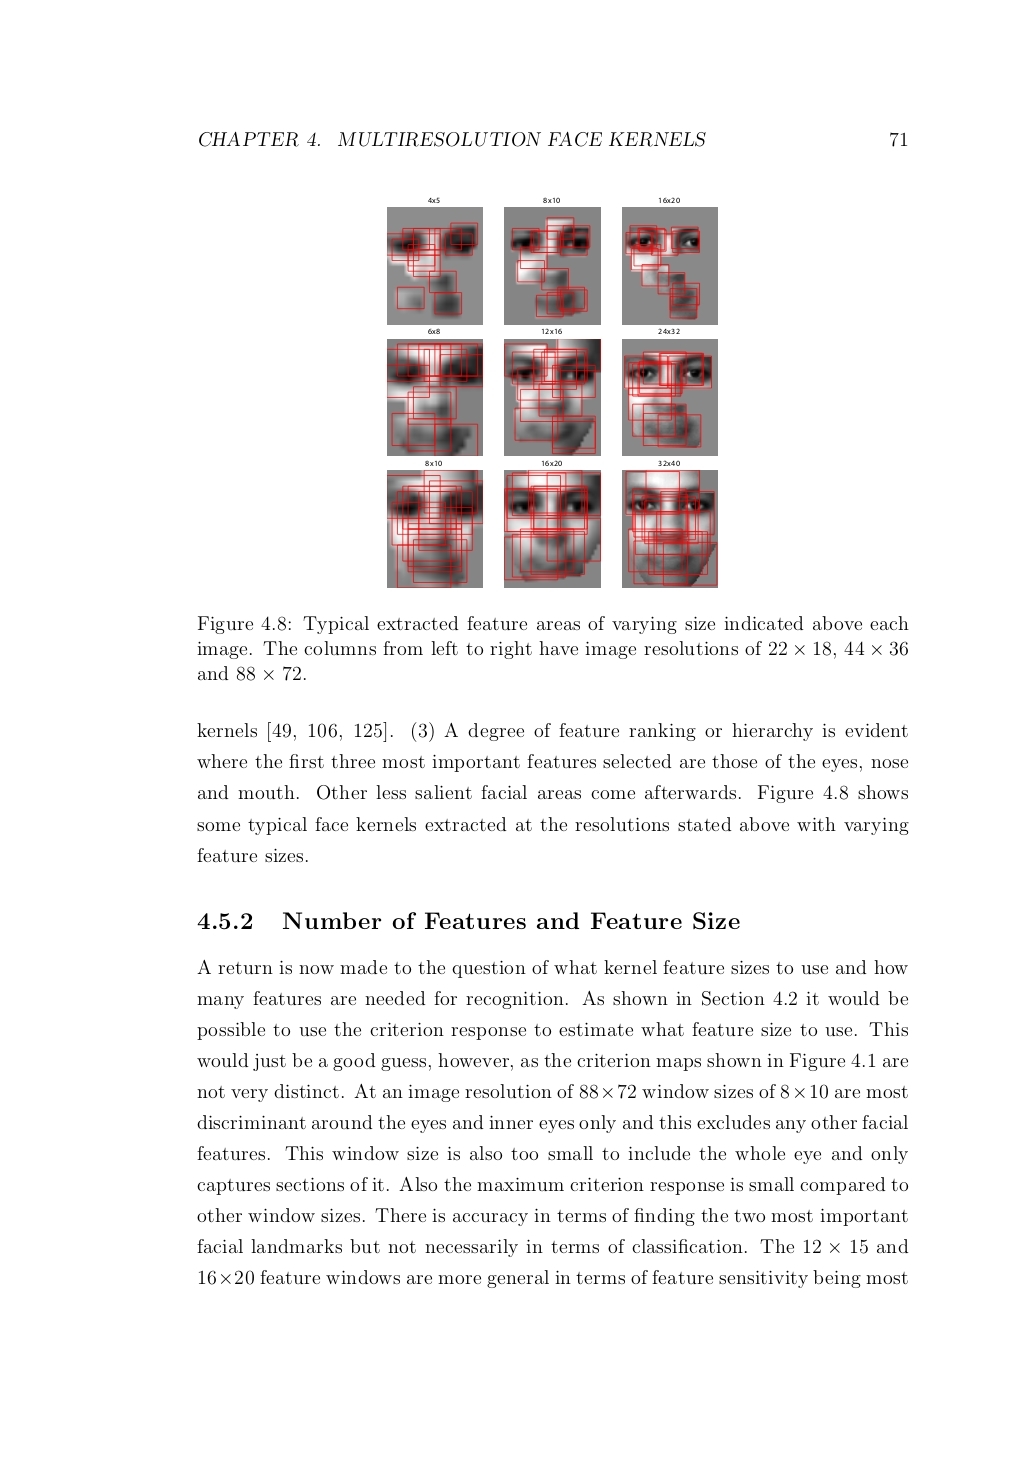 CHAPTER 4. MULTIRESOLUTION FACE KERNELS 71
4x5 8x10 16x20
6x8 12x16 24x32
8x10 16x20 32x40
Figure 4.8: Typical extracted feature areas of varying size indicated above each
image. The columns from left to right have image resolutions of 22 × 18, 44 × 36
and 88 × 72.
kernels [49, 106, 125]. (3) A degree of feature ranking or hierarchy is evident
where the first three most important features selected are those of the eyes, nose
and mouth. Other less salient facial areas come afterwards. Figure 4.8 shows
some typical face kernels extracted at the resolutions stated above with varying
feature sizes.
4.5.2 Number of Features and Feature Size
A return is now made to the question of what kernel feature sizes to use and how
many features are needed for recognition. As shown in Section 4.2 it would be
possible to use the criterion response to estimate what feature size to use. This
would just be a good guess, however, as the criterion maps shown in Figure 4.1 are
not very distinct. At an image resolution of 88×72 window sizes of 8×10 are most
discriminant around the eyes and inner eyes only and this excludes any other facial
features. This window size is also too small to include the whole eye and only
captures sections of it. Also the maximum criterion response is small compared to
other window sizes. There is accuracy in terms of finding the two most important
facial landmarks but not necessarily in terms of classification. The 12 × 15 and
16×20 feature windows are more general in terms of feature sensitivity being most